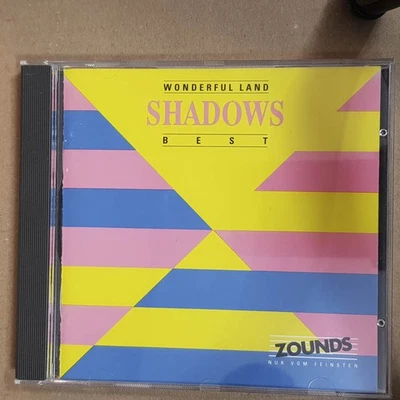 WONDERFUL LAND
SHADOWS
BEST
ZOUNDS
NUR VOM FEINSTEN